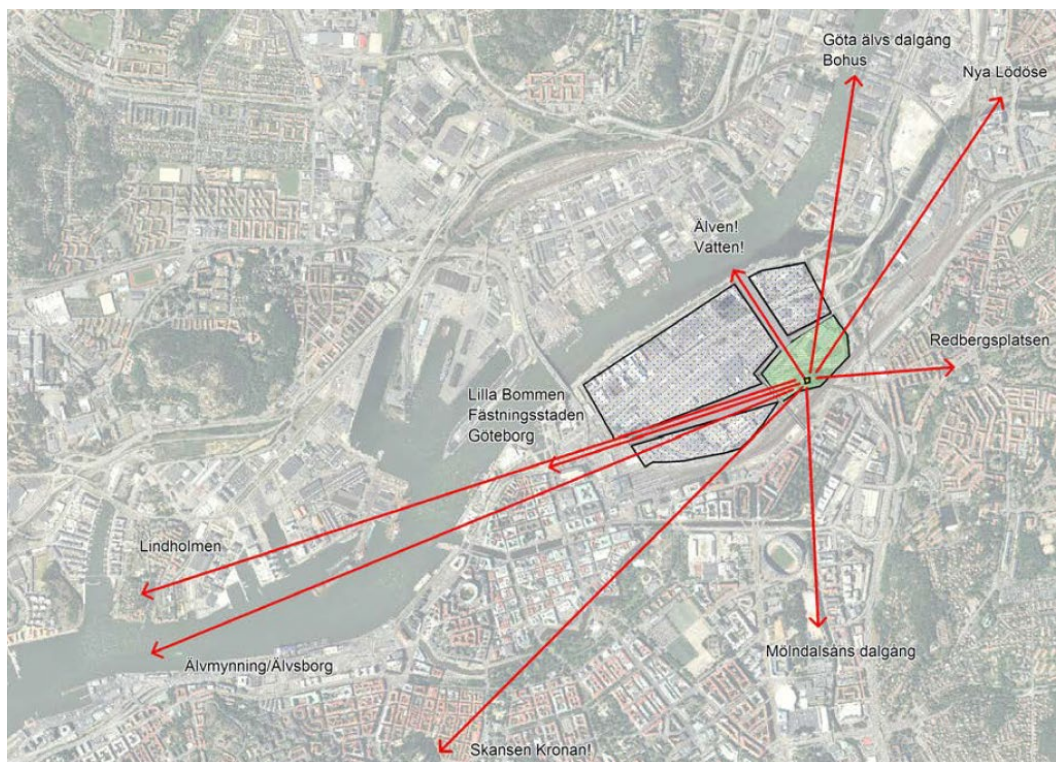 Göta älvs dalgång
Bohus
Nya Lödöse
Älven!
Vatten!
Redbergsplatsen
Lilla Bommen
Fästningsstaden
Göteborg
Lindholmen
Mölndalsåns dalgång
Älvmynning/Älvsborg
Skansen Kronan!